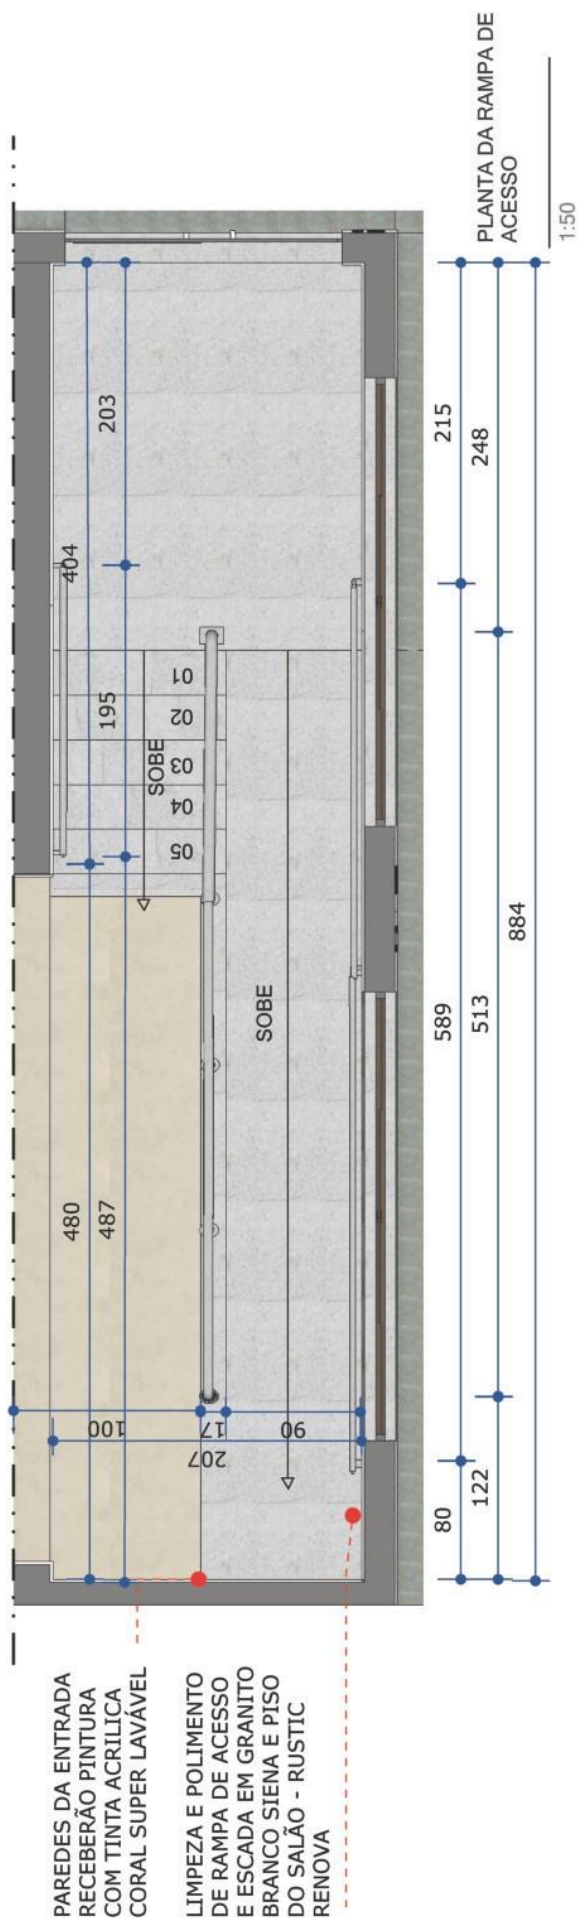 PAREDES DA ENTRADA
RECEBERÃO PINTURA
COM TINTA ACRILICA
CORAL SUPER LAVÁVEL
LIMPEZA E POLIMENTO
DE RAMPA DE ACESSO
E ESCADA EM GRANITO
BRANCO SIENA E PISO
DO SALÃO - RUSTIC
RENOVA
480
404
487
195
203
100
17
90
207
SOBE
05
04
03
02
01
SOBE
80
589
215
122
513
248
884
PLANTA DA RAMPA DE
ACESSO
1:50